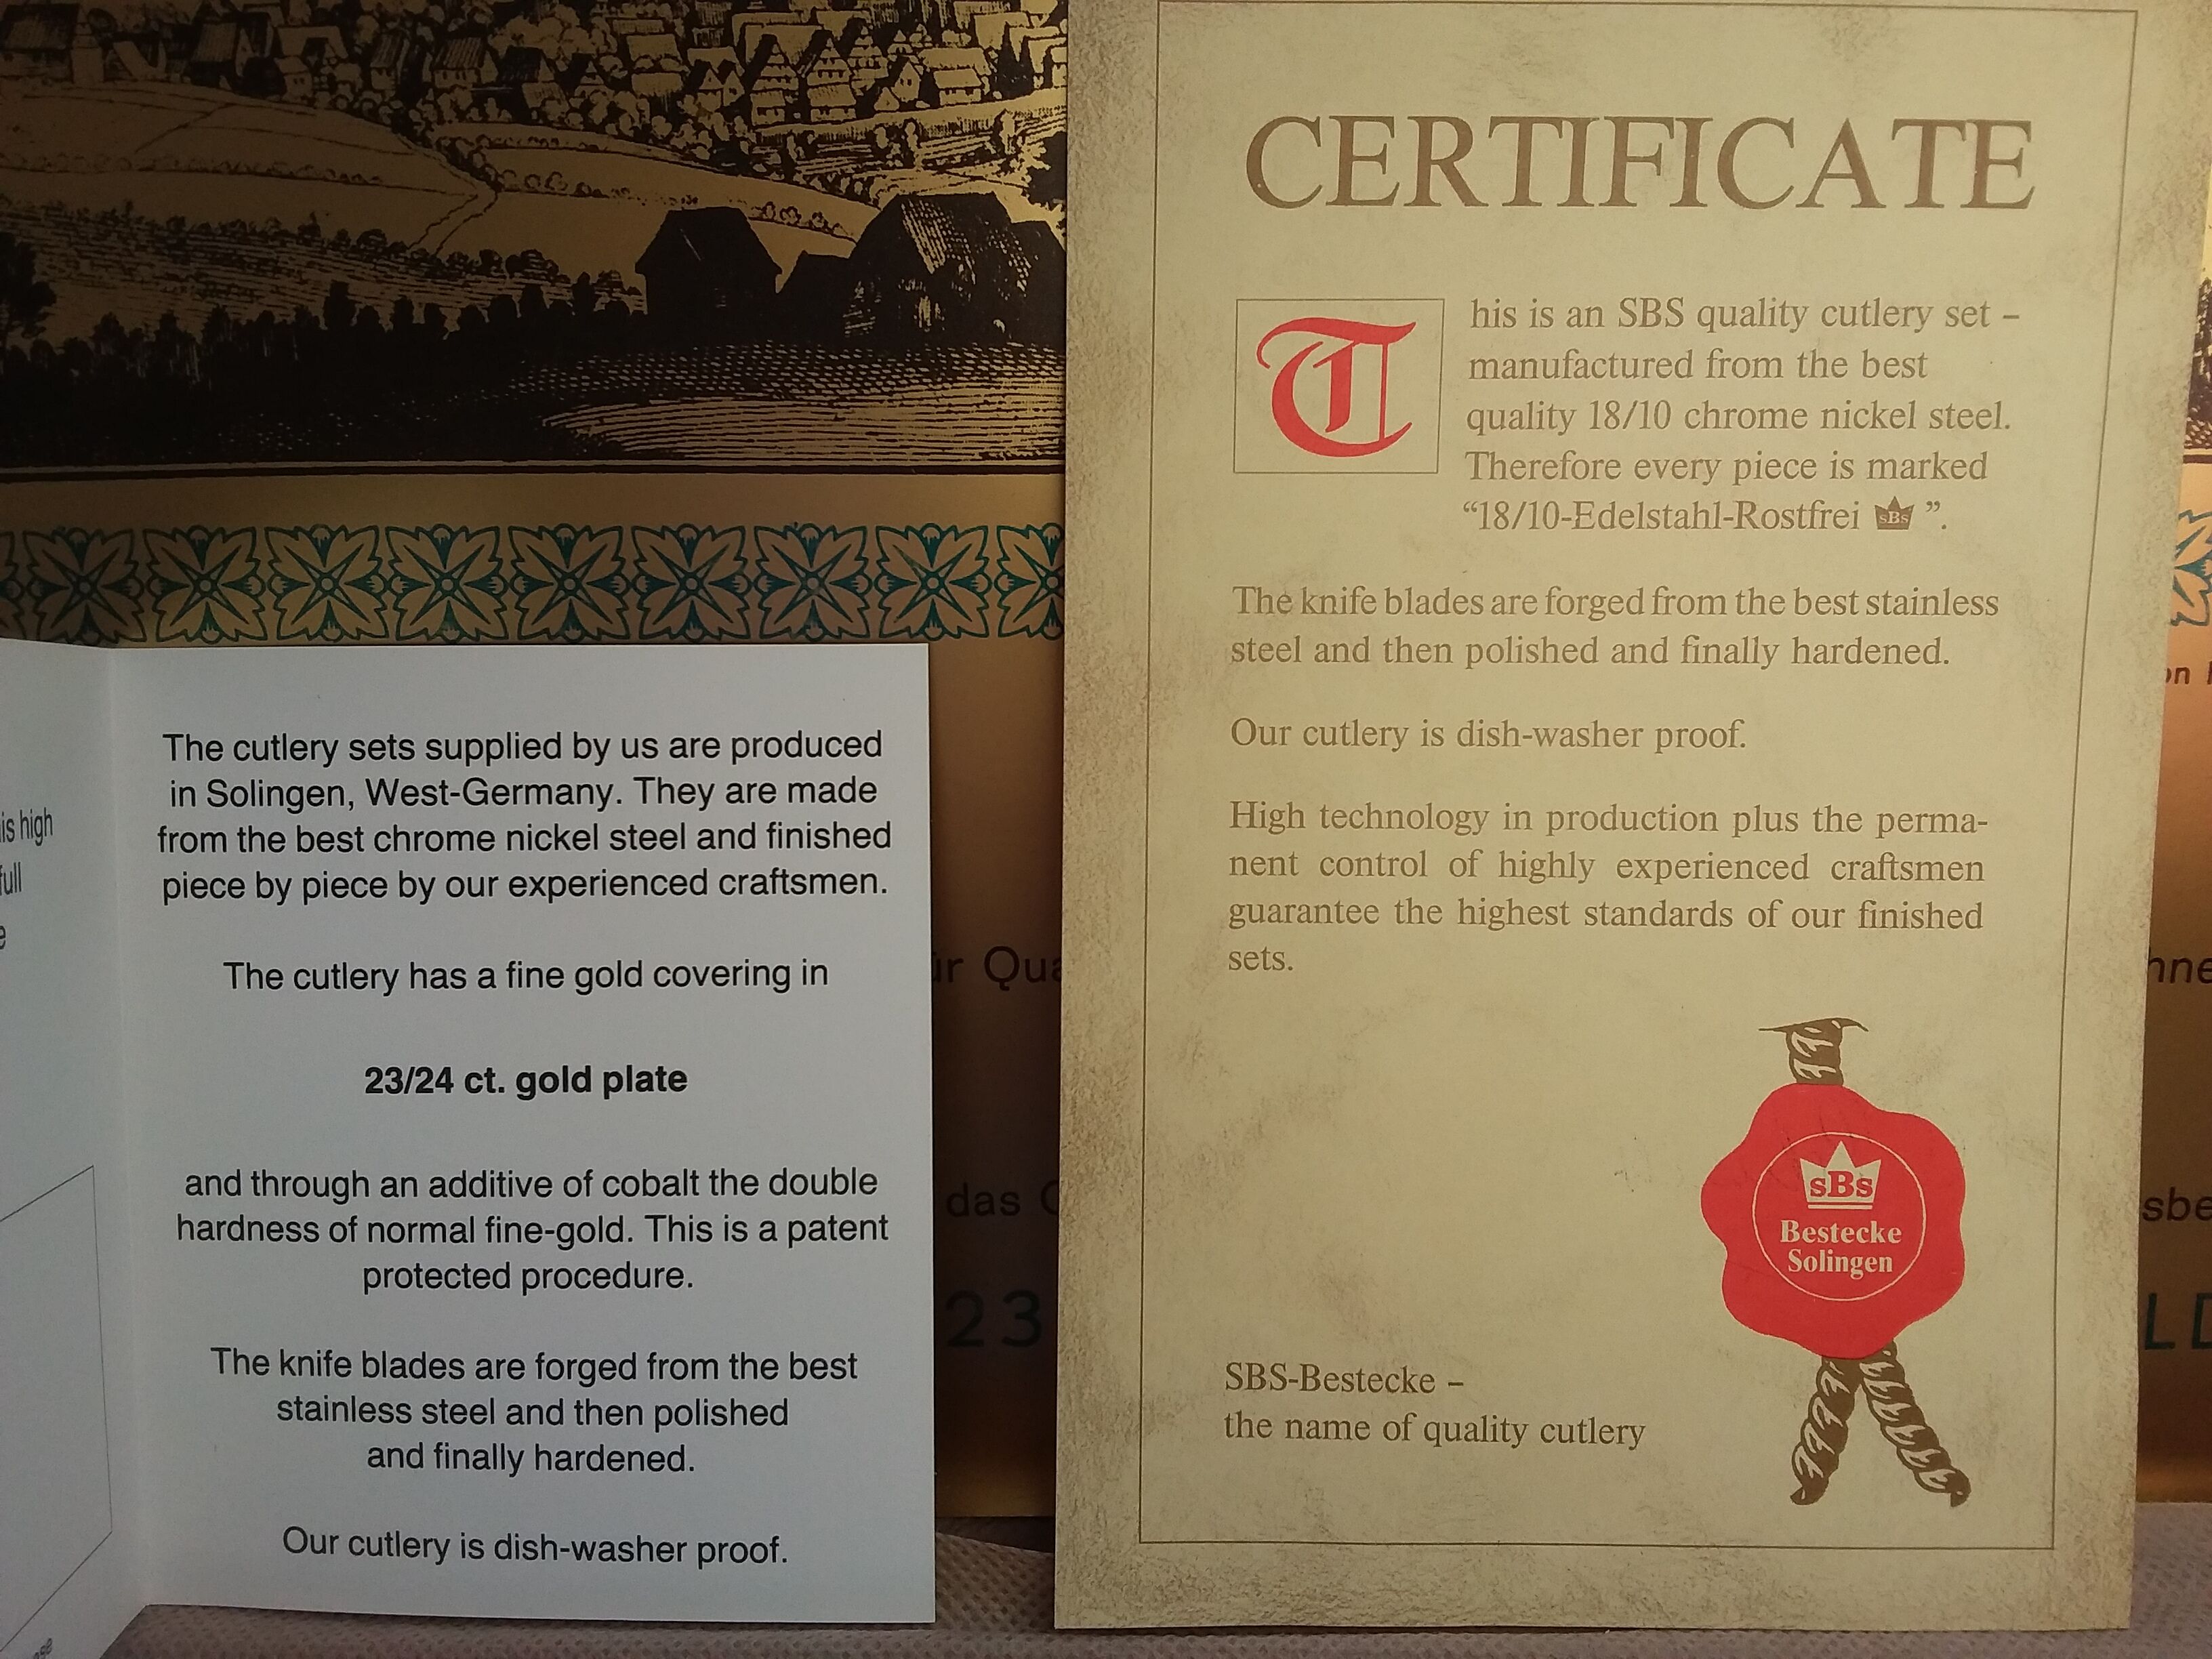 is high
full
The cutlery sets supplied by us are produced
in Solingen, West-Germany. They are made
from the best chrome nickel steel and finished
piece by piece by our experienced craftsmen.
The cutlery has a fine gold covering in
23/24 ct. gold plate
and through an additive of cobalt the double
hardness of normal fine-gold. This is a patent
protected procedure.
The knife blades are forged from the best
stainless steel and then polished
and finally hardened.
Our cutlery is dish-washer proof.
das
23
CERTIFICATE
This is an SBS quality cutlery set –
manufactured from the best
quality 18/10 chrome nickel steel.
Therefore every piece is marked
“18/10-Edelstahl-Rostfrei sBs ”.
The knife blades are forged from the best stainless
steel and then polished and finally hardened.
Our cutlery is dish-washer proof.
High technology in production plus the perma-
nent control of highly experienced craftsmen
guarantee the highest standards of our finished
sets.
sBs
Bestecke
Solingen
SBS-Bestecke –
the name of quality cutlery